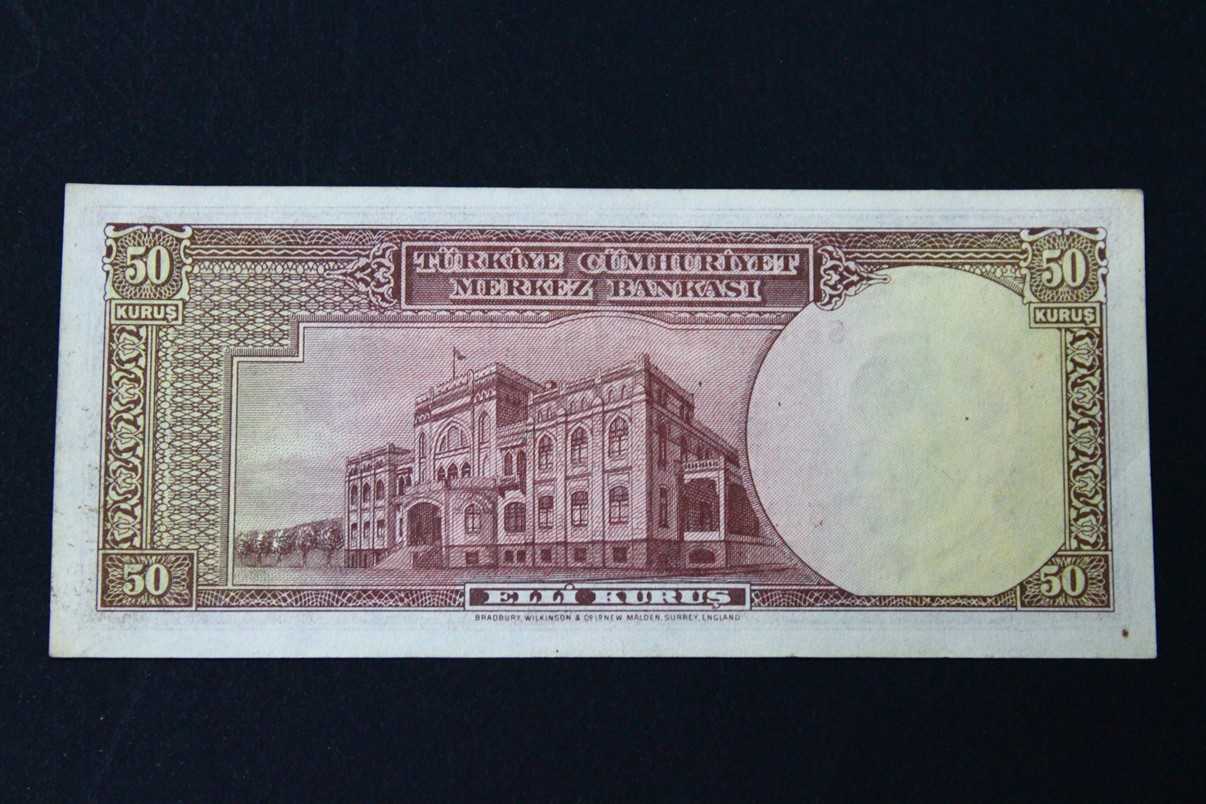 50
KURUŞ
TÜRKİYE CÜMHURİYET
MERKEZ BANKASI
50
KURUŞ
50
ELLİ KURUŞ
50
BRADBURY, WILKINSON & Cº Lº NEW MALDEN, SURREY, ENGLAND